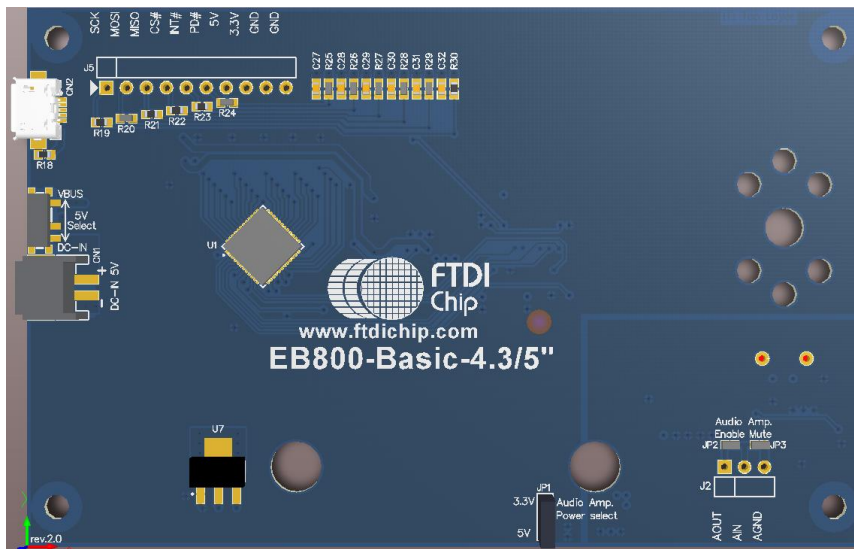 SCK
MOSI
MISO
CS#
INT#
PD#
5V
3.3V
GND
GND
J5
C27
R25
C28
R26
C29
R27
C30
R28
C31
R29
C32
R30
CN2
R19
R20
R21
R22
R23
R24
R18
VBUS
5V
Select
DC-IN
CN1
+
5V
DC-IN
-
U1
FTDI
Chip
www.ftdichip.com
EB800-Basic-4.3/5"
U7
JP1
3.3V
5V
Audio Amp.
Power select
Audio Amp.
Enable Mute
JP2
JP3
J2
AOUT
AIN
AGND
rev.2.0